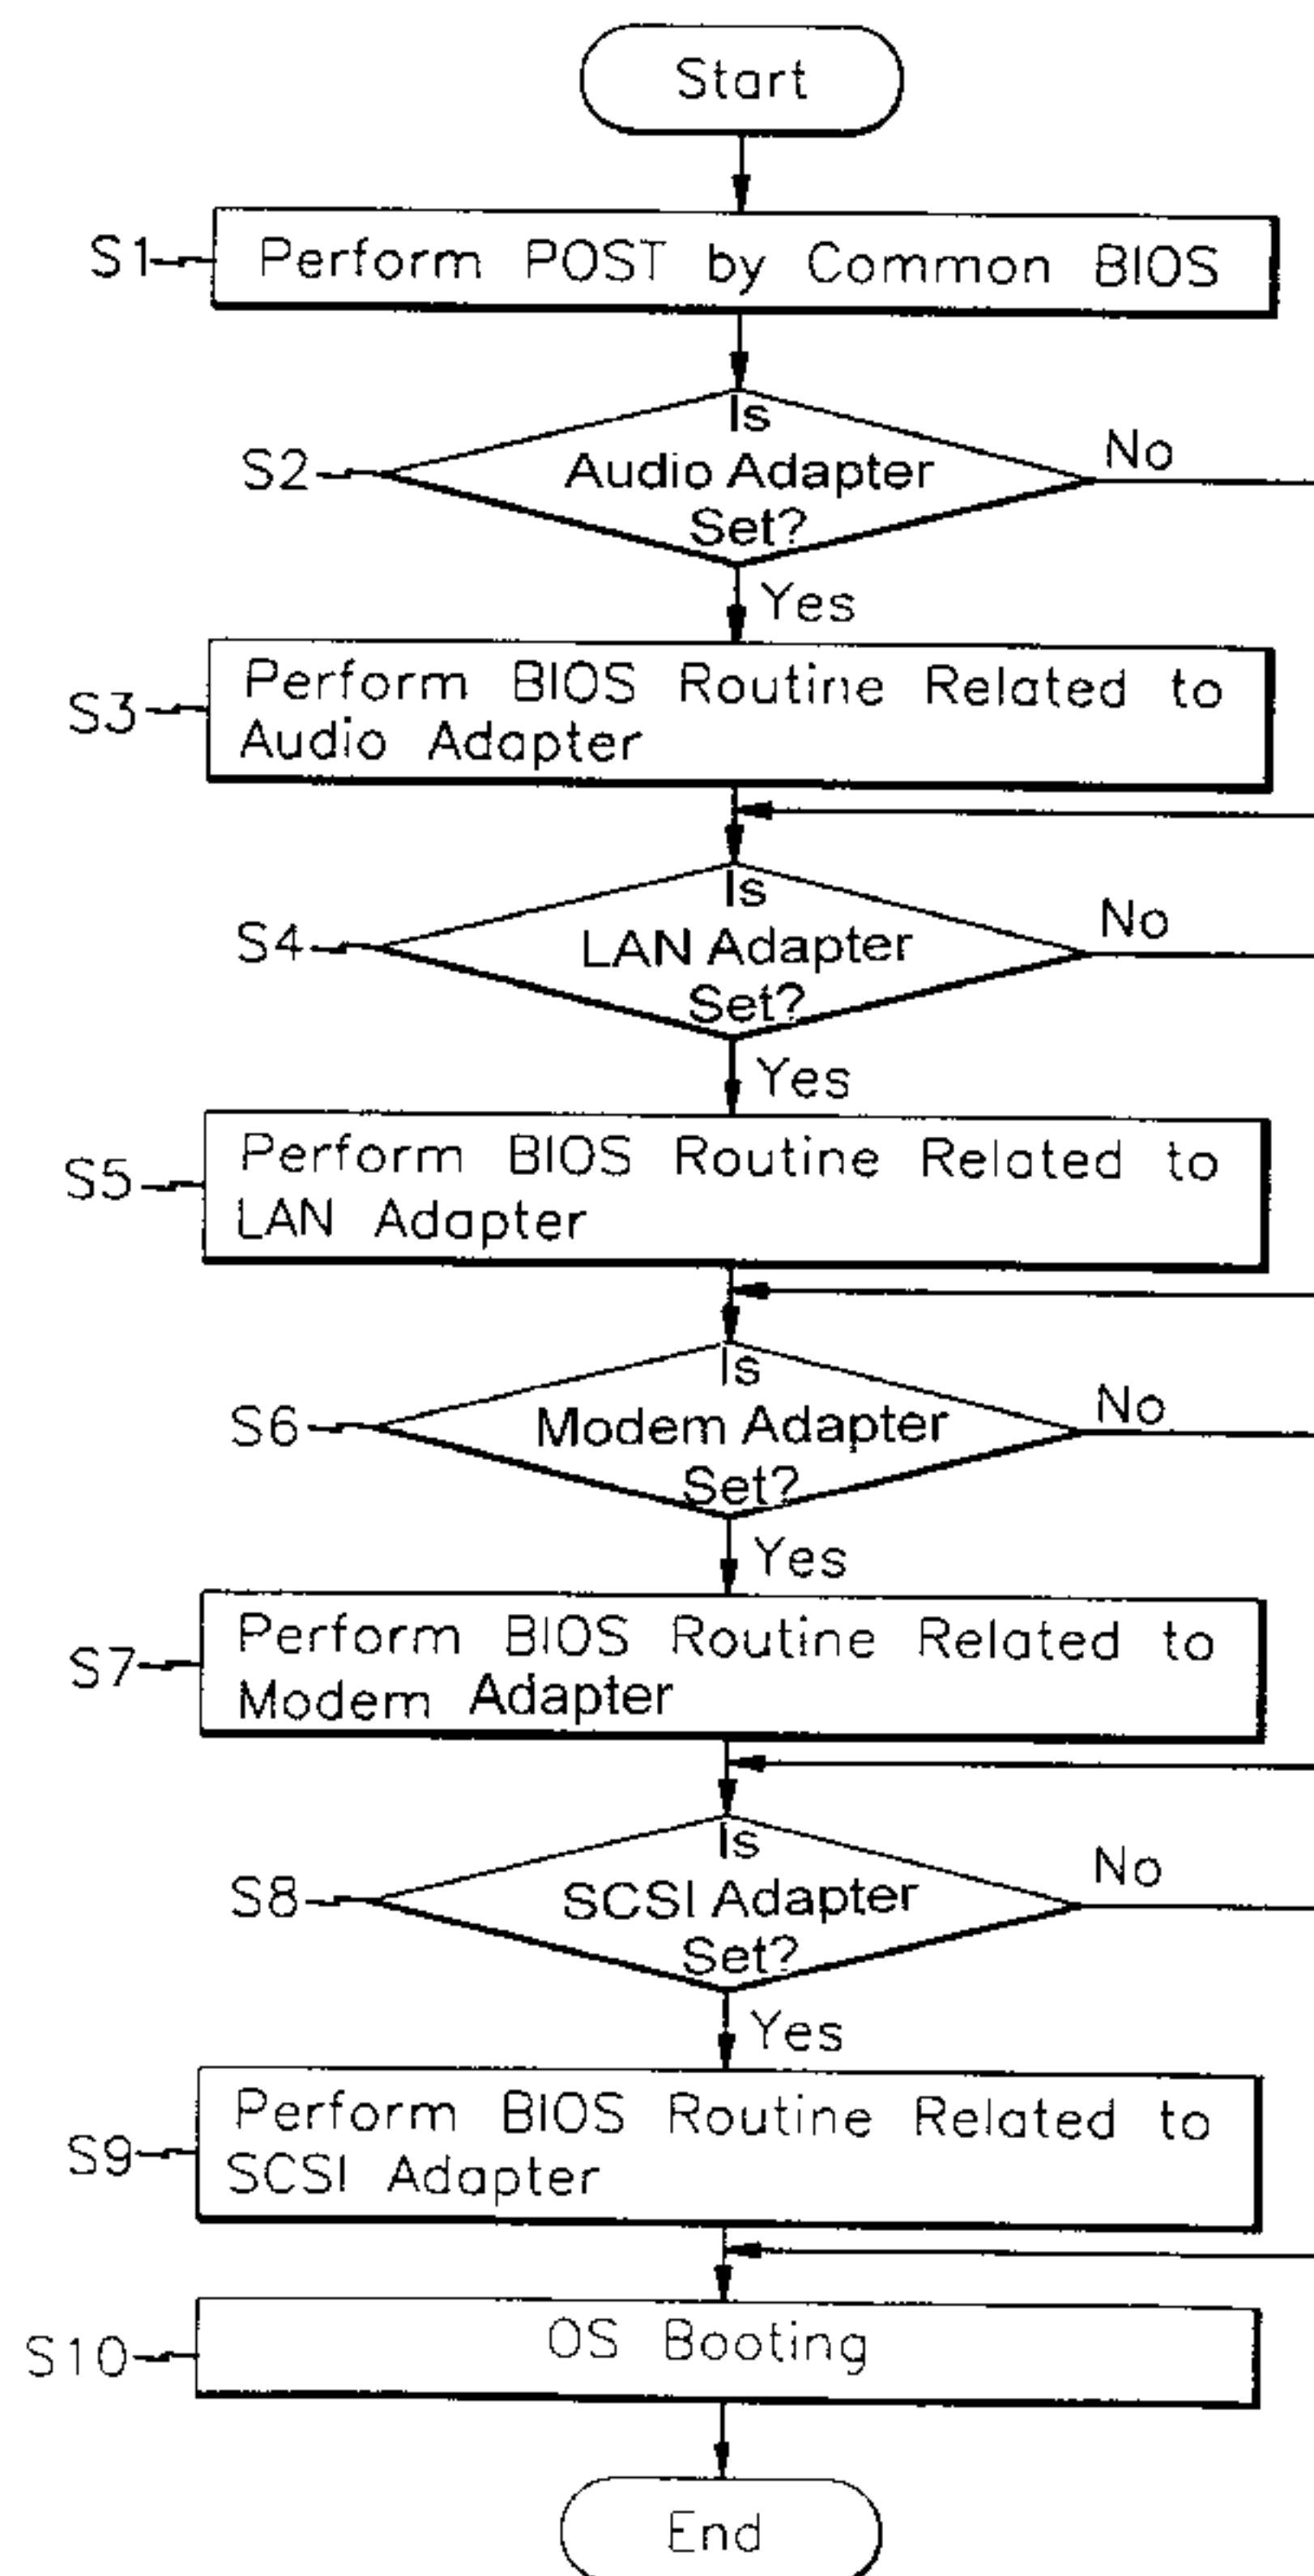 Start
S1 Perform POST by Common BIOS
Is
S2 Audio Adapter No
Set?
Yes
Perform BIOS Routine Related to
S3
Audio Adapter
Is
S4 LAN Adapter No
Set?
Yes
Perform BIOS Routine Related to
S5
LAN Adapter
Is
S6 Modem Adapter No
Set?
Yes
Perform BIOS Routine Related to
S7
Modem Adapter
Is
S8 SCSI Adapter No
Set?
Yes
Perform BIOS Routine Related to
S9
SCSI Adapter
S10 OS Booting
End